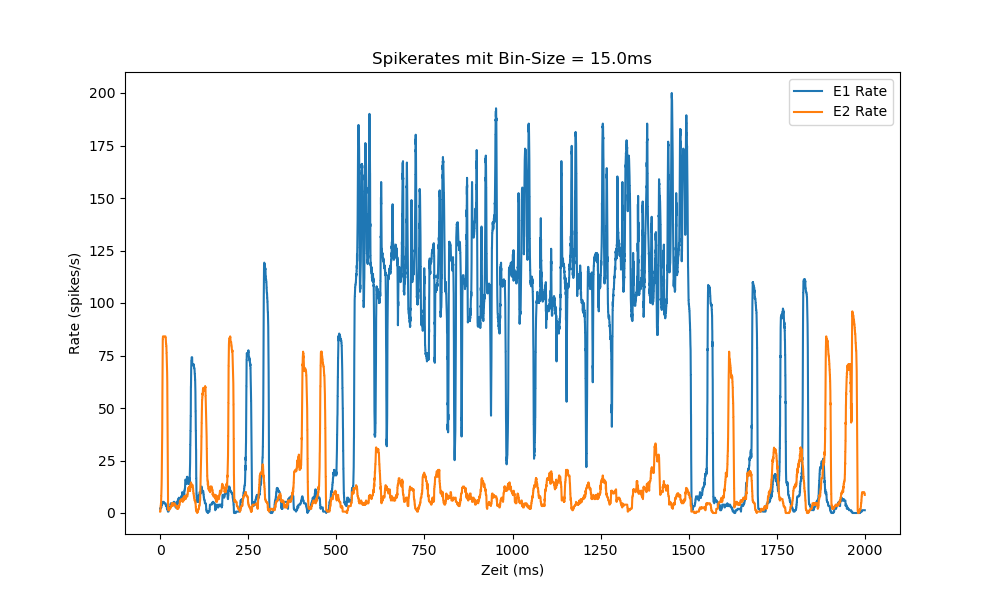 Spikerates mit Bin-Size = 15.0ms
E1 Rate
E2 Rate
Rate (spikes/s)
200
175
150
125
100
75
50
25
0
0 250 500 750 1000 1250 1500 1750 2000
Zeit (ms)